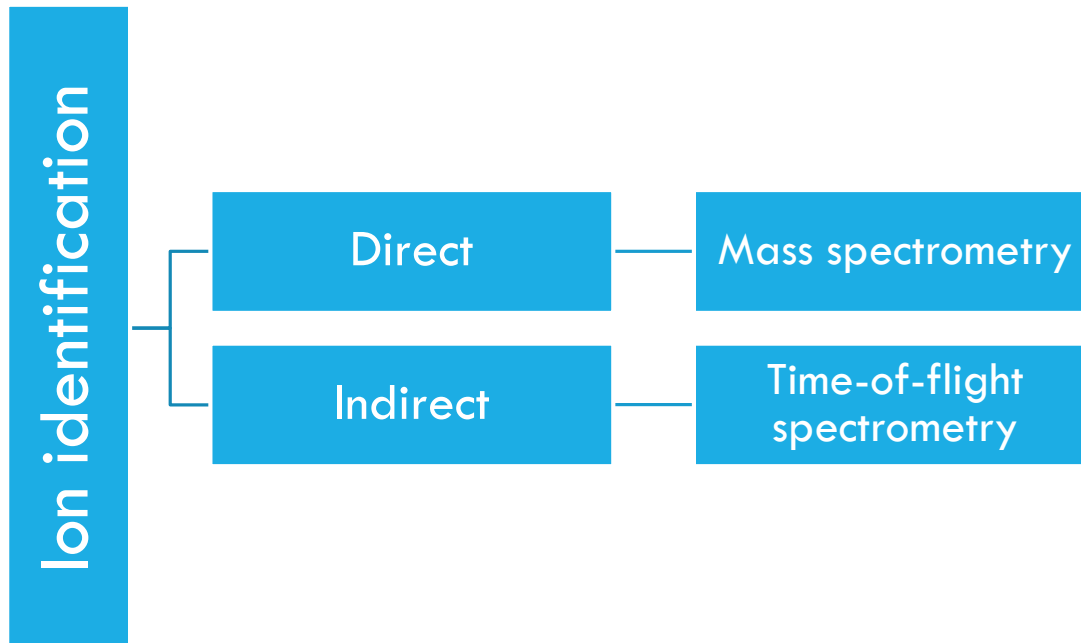 Ion identification
Direct
Mass spectrometry
Indirect
Time-of-flight
spectrometry